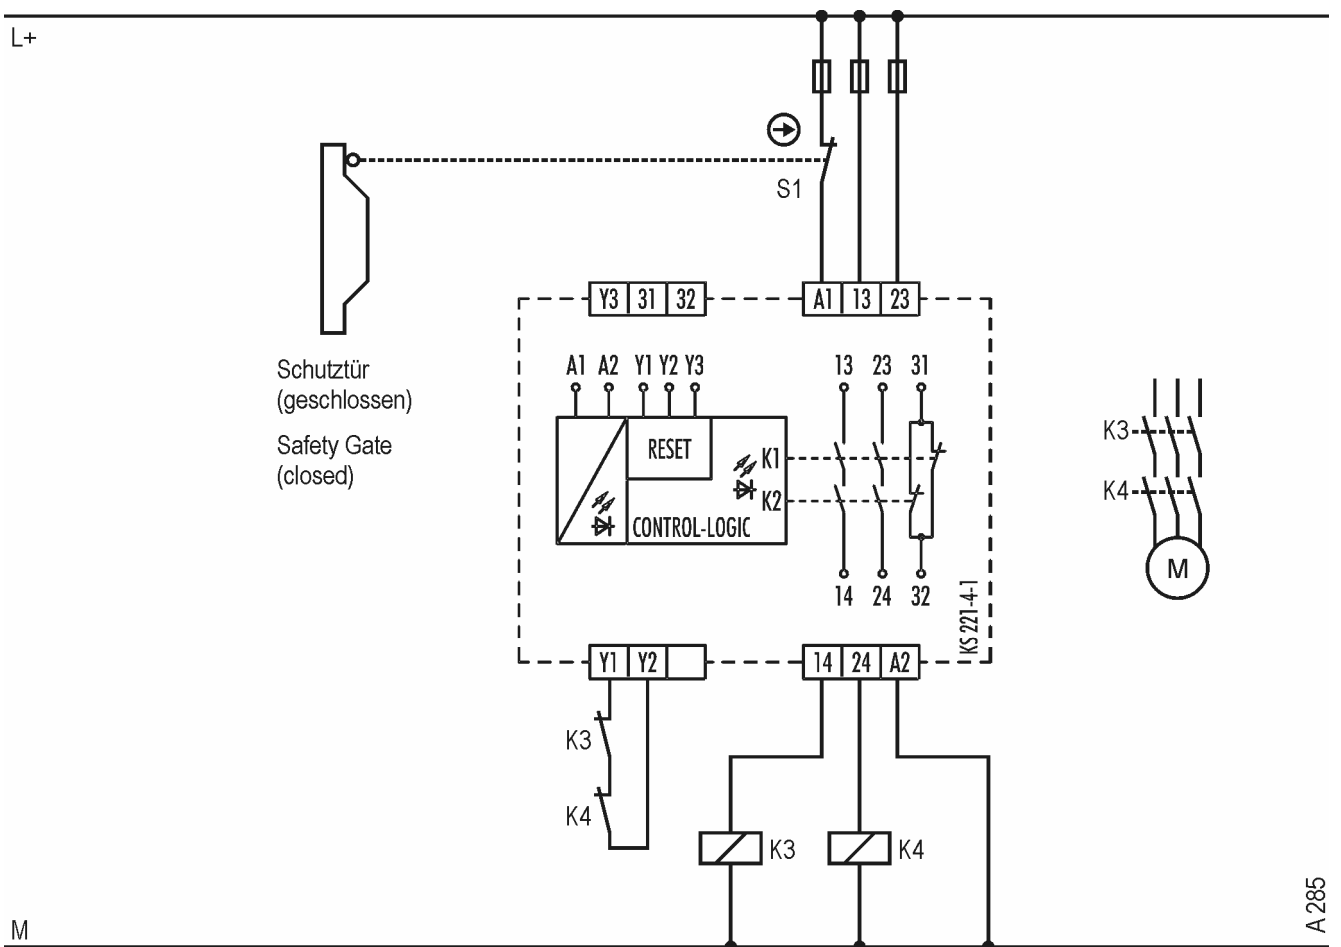 L+
S1
Y3 31 32
A1 13 23
Schutztür
(geschlossen)
Safety Gate
(closed)
A1 A2 Y1 Y2 Y3
13 23 31
RESET
K1
K2
CONTROL-LOGIC
14 24 32
KS 221-4-1
K3
K4
M
Y1 Y2
14 24 A2
K3
K4
K3
K4
M
A 285